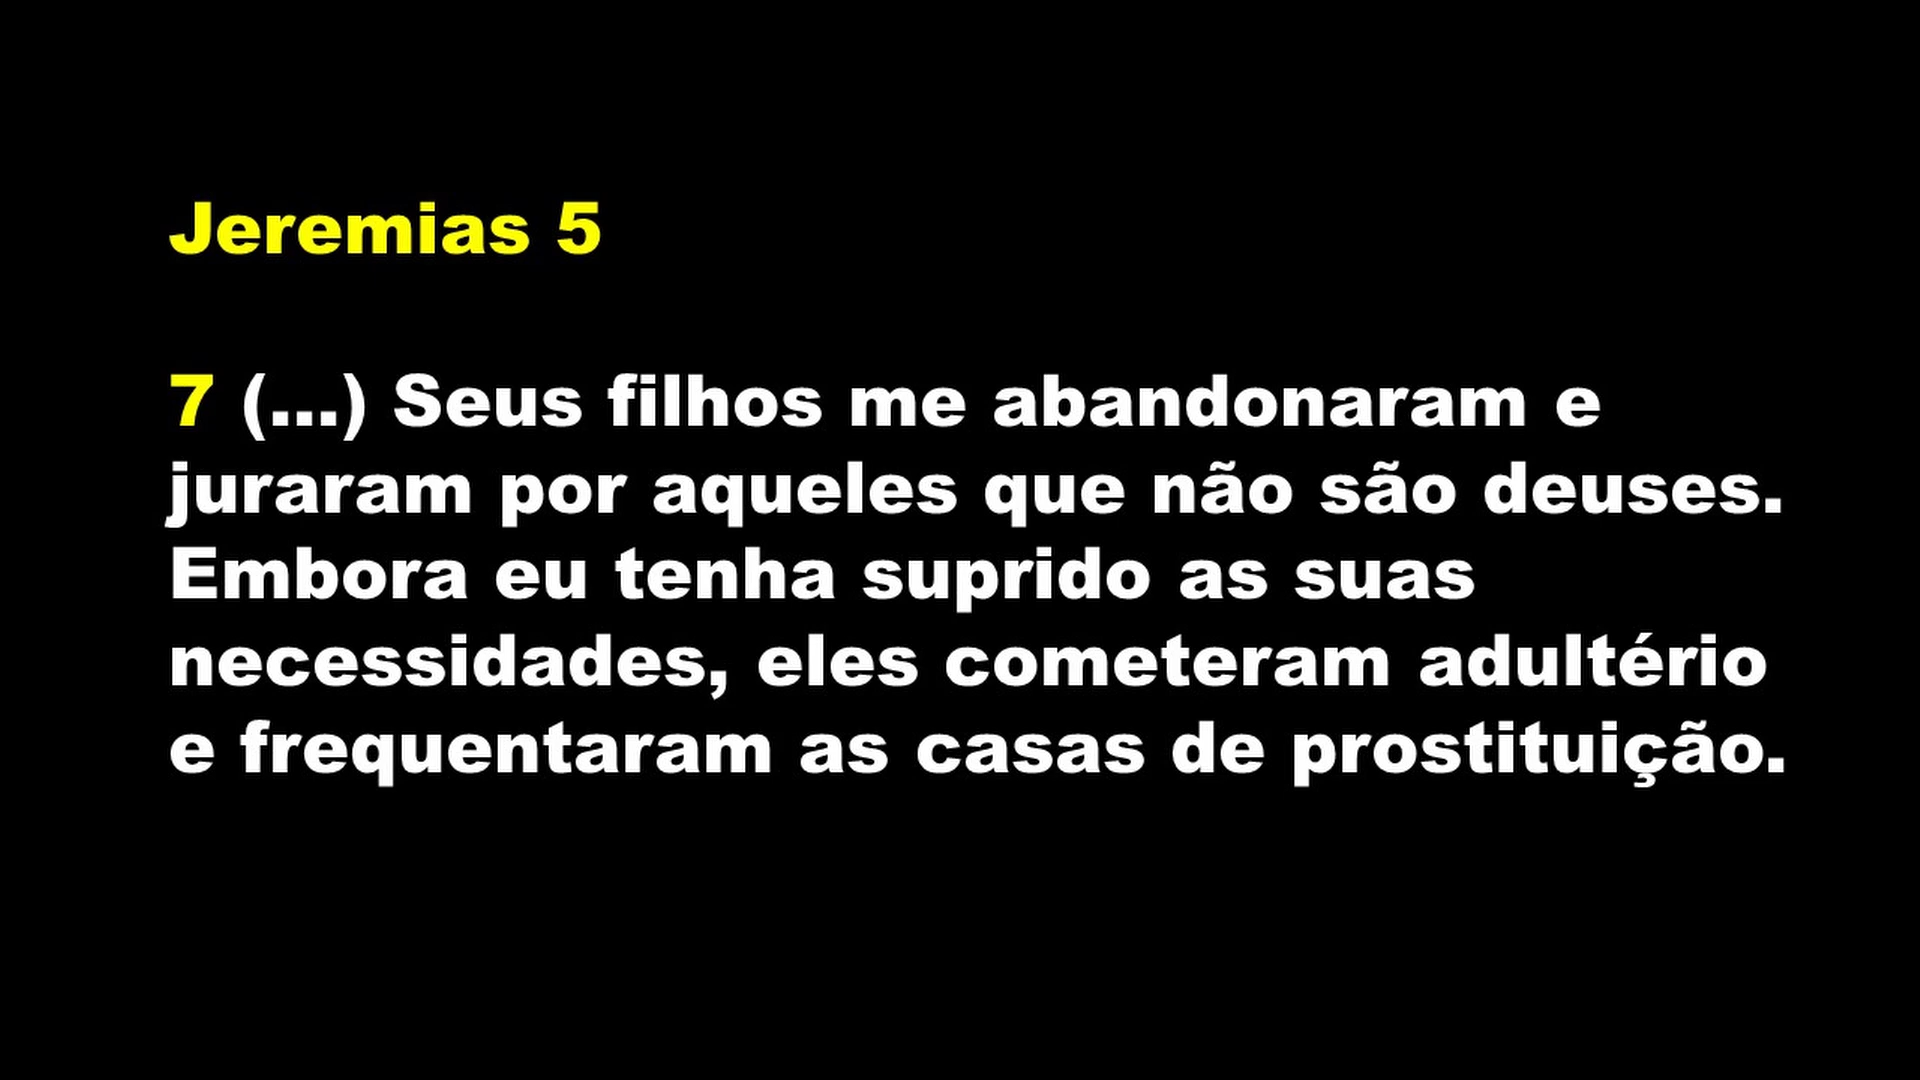 Jeremias 5
7 (...) Seus filhos me abandonaram e
juraram por aqueles que não são deuses.
Embora eu tenha suprido as suas
necessidades, eles cometeram adultério
e frequentaram as casas de prostituição.